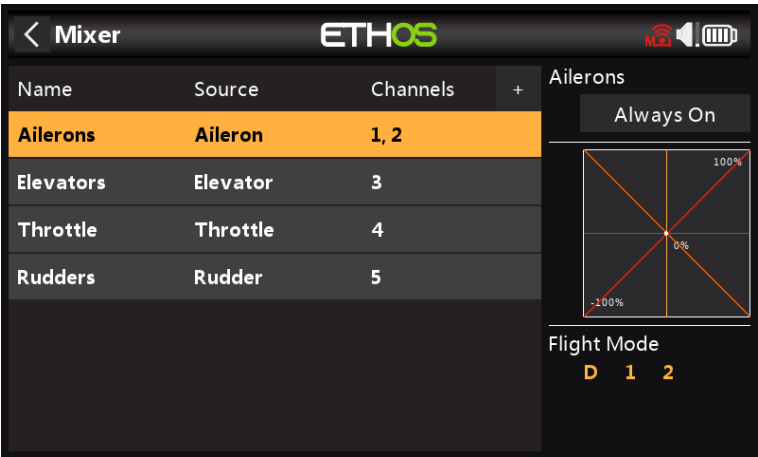 Mixer
ETHOS
Name Source Channels +
Ailerons Aileron 1, 2
Elevators Elevator 3
Throttle Throttle 4
Rudders Rudder 5
Ailerons
Always On
100%
0%
-100%
Flight Mode
D 1 2